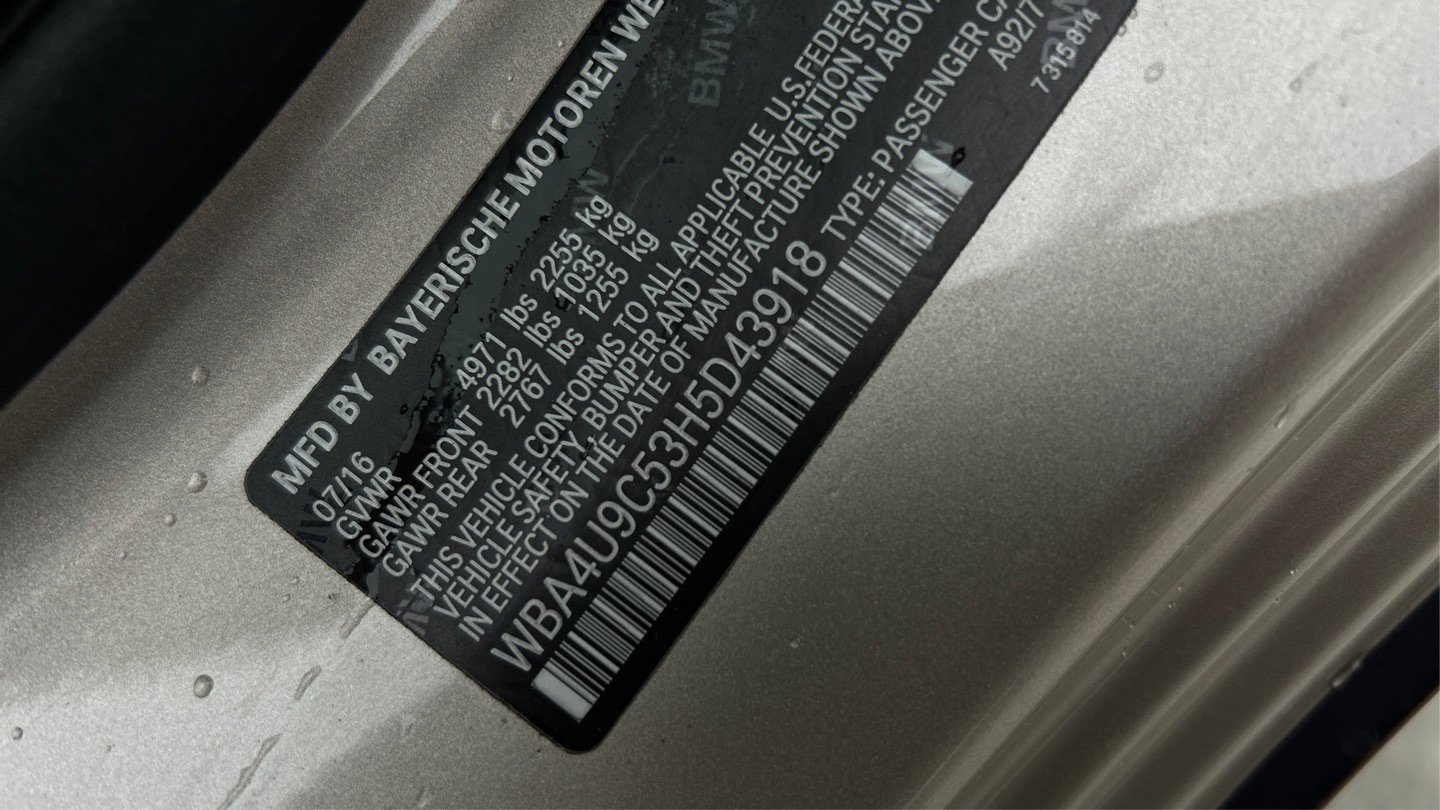 MFD BY BAYERISCHE MOTOREN WE
07/16
GVWR 4971 lbs 2255 kg
GAWR FRONT 2282 lbs 1035 kg
GAWR REAR 2767 lbs 1255 kg
THIS VEHICLE CONFORMS TO ALL APPLICABLE U.S.FEDERA
VEHICLE SAFETY, BUMPER AND THEFT PREVENTION STA
IN EFFECT ON THE DATE OF MANUFACTURE SHOWN ABOV
WBA4U9C53H5D43918 TYPE: PASSENGER CA
A92/7
7 315 814
BMW